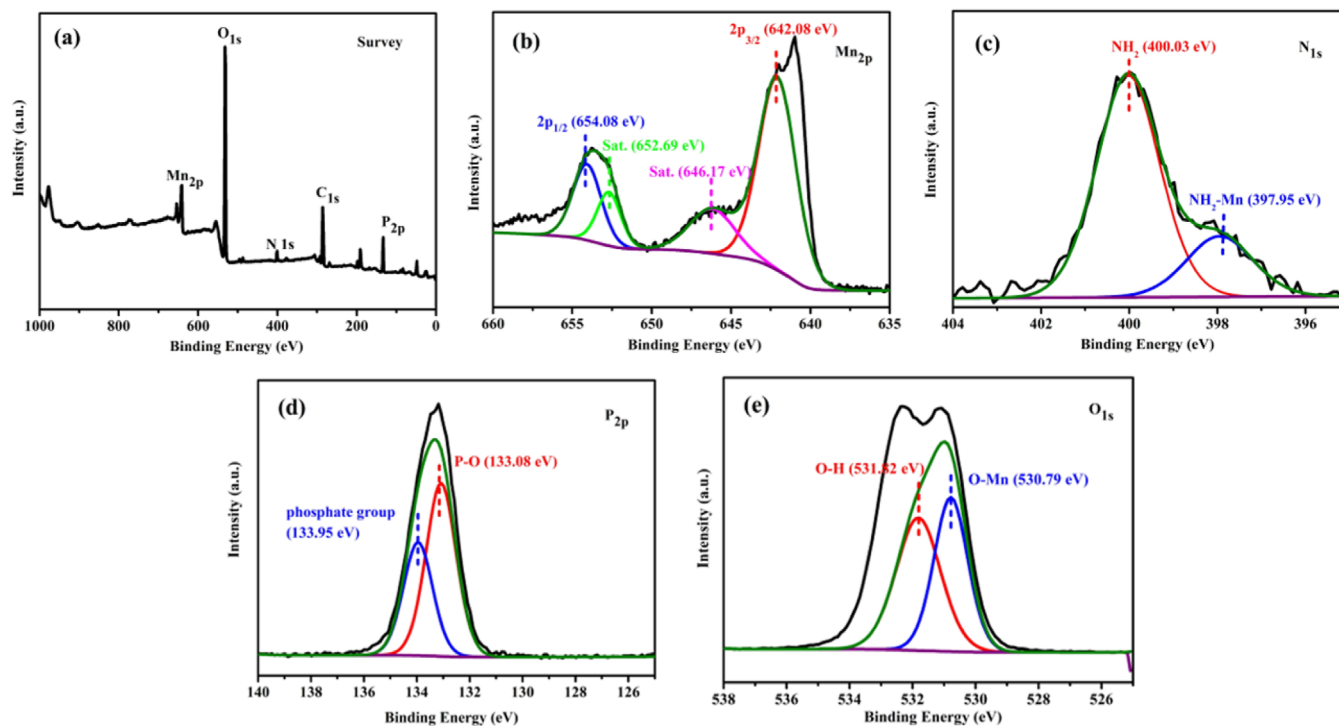 (a)
Survey
O1s
Mn2p
N 1s
C1s
P2p
Intensity (a.u.)
1000 800 600 400 200 0
Binding Energy (eV)
(b)
2p3/2 (642.08 eV)
Mn2p
2p1/2 (654.08 eV)
Sat. (652.69 eV)
Sat. (646.17 eV)
Intensity (a.u.)
660 655 650 645 640 635
Binding Energy (eV)
(c)
NH2 (400.03 eV)
N1s
NH2-Mn (397.95 eV)
Intensity (a.u.)
404 402 400 398 396
Binding Energy (eV)
(d)
P2p
P-O (133.08 eV)
phosphate group
(133.95 eV)
Intensity (a.u.)
140 138 136 134 132 130 128 126
Binding Energy (eV)
(e)
O1s
O-H (531.82 eV)
O-Mn (530.79 eV)
Intensity (a.u.)
538 536 534 532 530 528 526
Binding Energy (eV)